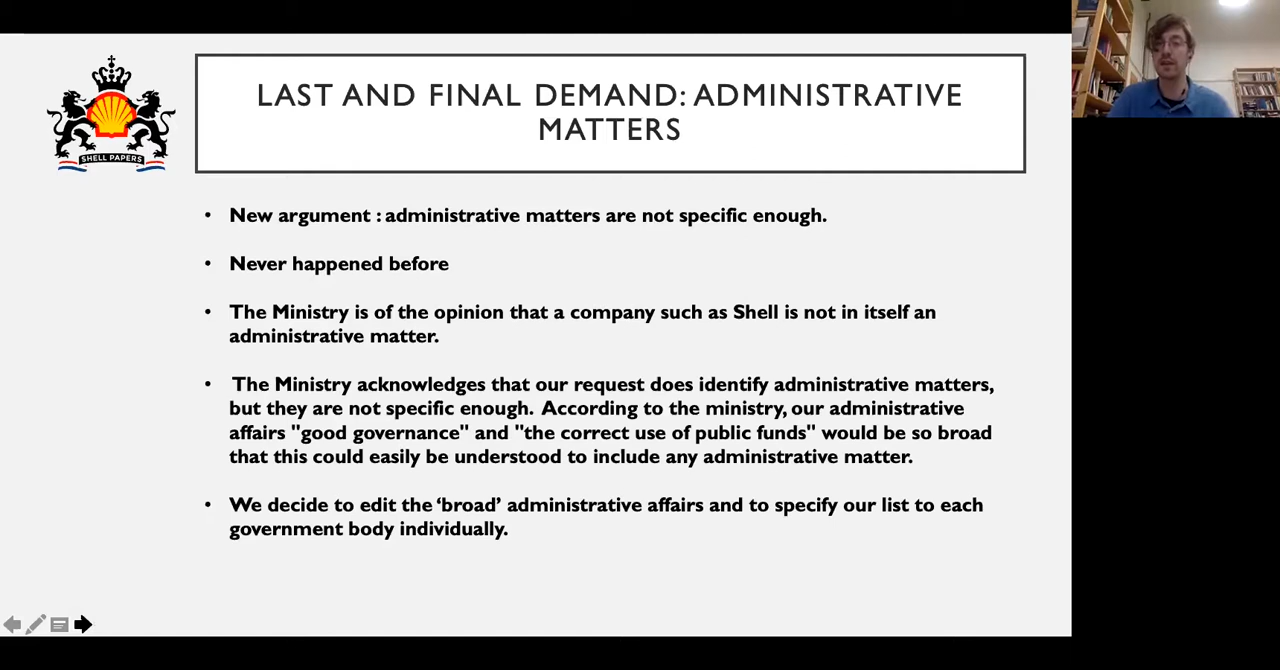 LAST AND FINAL DEMAND: ADMINISTRATIVE
MATTERS
SHELL PAPERS
• New argument : administrative matters are not specific enough.
• Never happened before
• The Ministry is of the opinion that a company such as Shell is not in itself an
administrative matter.
• The Ministry acknowledges that our request does identify administrative matters,
but they are not specific enough. According to the ministry, our administrative
affairs "good governance" and "the correct use of public funds" would be so broad
that this could easily be understood to include any administrative matter.
• We decide to edit the ‘broad’ administrative affairs and to specify our list to each
government body individually.